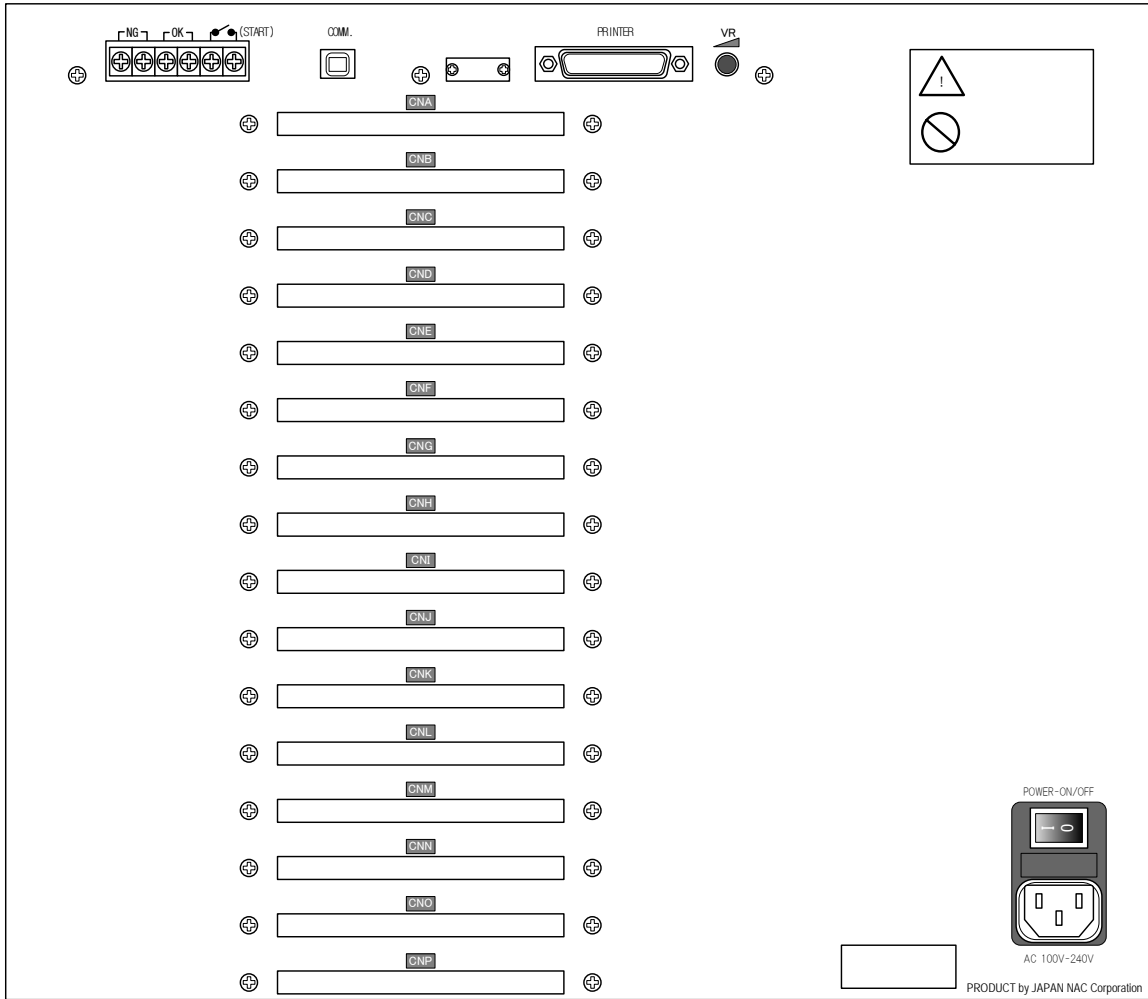 NG OK (START) COMM. PRINTER VR
!
CNA
CNB
CNC
CND
CNE
CNF
CNG
CNH
CNI
CNJ
CNK
CNL
CNM
CNN
CNO
CNP
POWER-ON/OFF
I O
AC 100V-240V
PRODUCT by JAPAN NAC Corporation